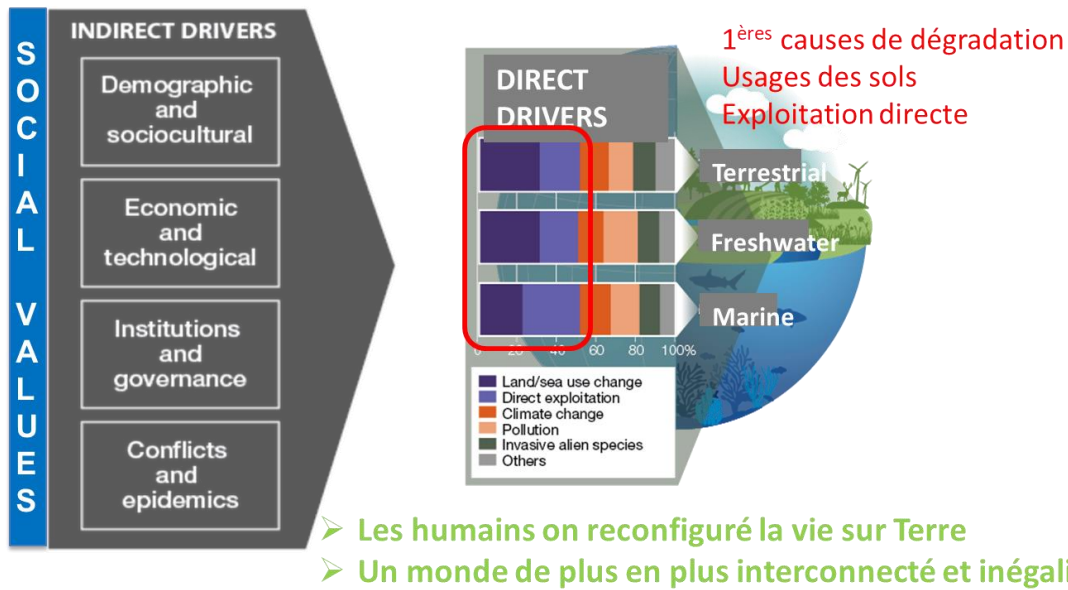 SOCIAL VALUES
INDIRECT DRIVERS
Demographic
and
sociocultural
Economic
and
technological
Institutions
and
governance
Conflicts
and
epidemics
DIRECT
DRIVERS
1ères causes de dégradation
Usages des sols
Exploitation directe
Terrestrial
Freshwater
Marine
0 20 40 60 80 100%
Land/sea use change
Direct exploitation
Climate change
Pollution
Invasive alien species
Others
➢ Les humains on reconfiguré la vie sur Terre
➢ Un monde de plus en plus interconnecté et inégali